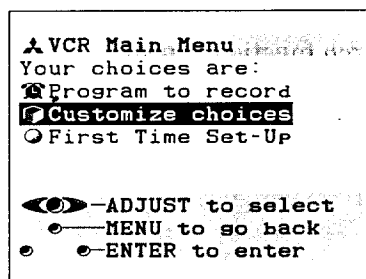 VCR Main Menu
Your choices are:
Program to record
Customize choices
First Time Set-Up
-ADJUST to select
MENU to go back
ENTER to enter